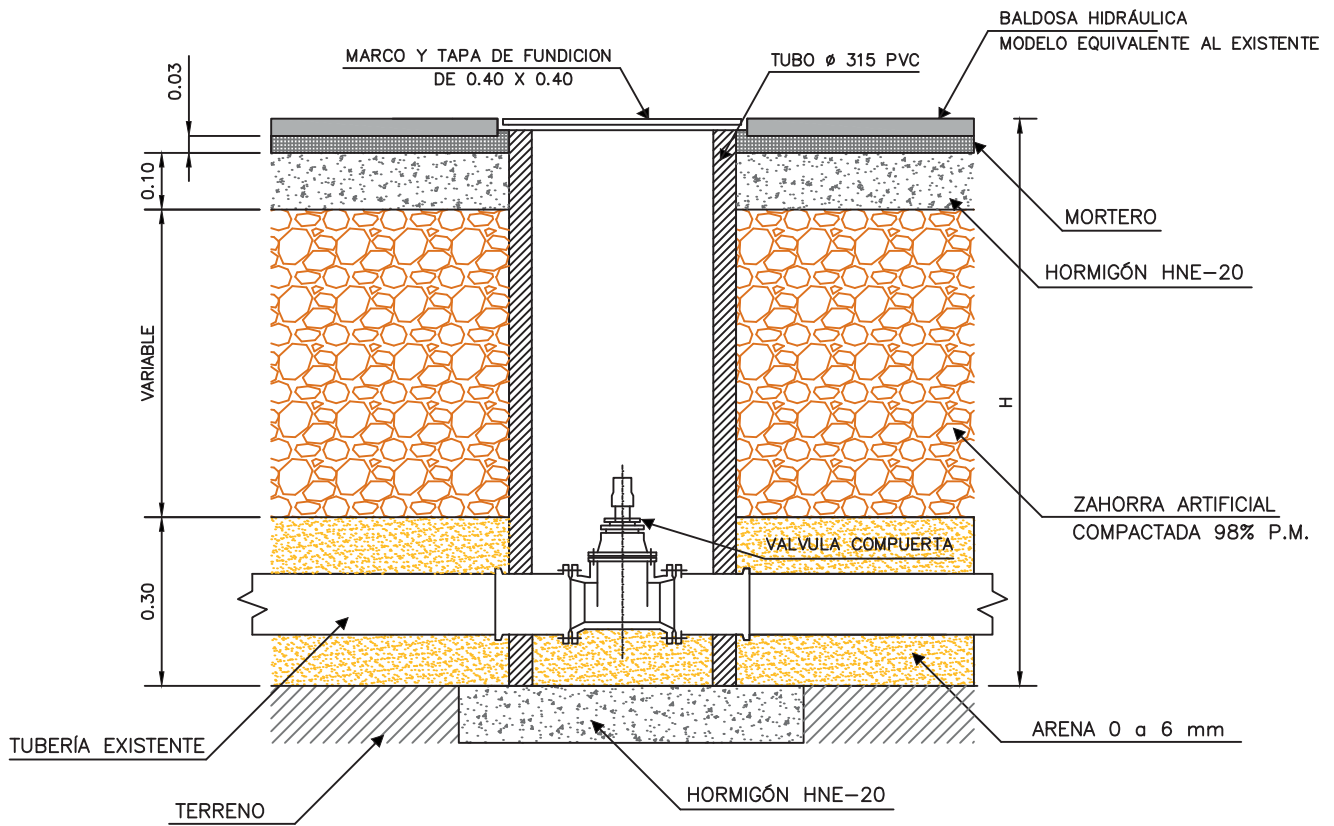 BALDOSA HIDRÁULICA
MODELO EQUIVALENTE AL EXISTENTE
MARCO Y TAPA DE FUNDICION
DE 0.40 X 0.40
TUBO ø 315 PVC
0.03
0.10
MORTERO
HORMIGÓN HNE-20
VARIABLE
H
ZAHORRA ARTIFICIAL
COMPACTADA 98% P.M.
VALVULA COMPUERTA
0.30
TUBERÍA EXISTENTE
ARENA 0 a 6 mm
TERRENO
HORMIGÓN HNE-20